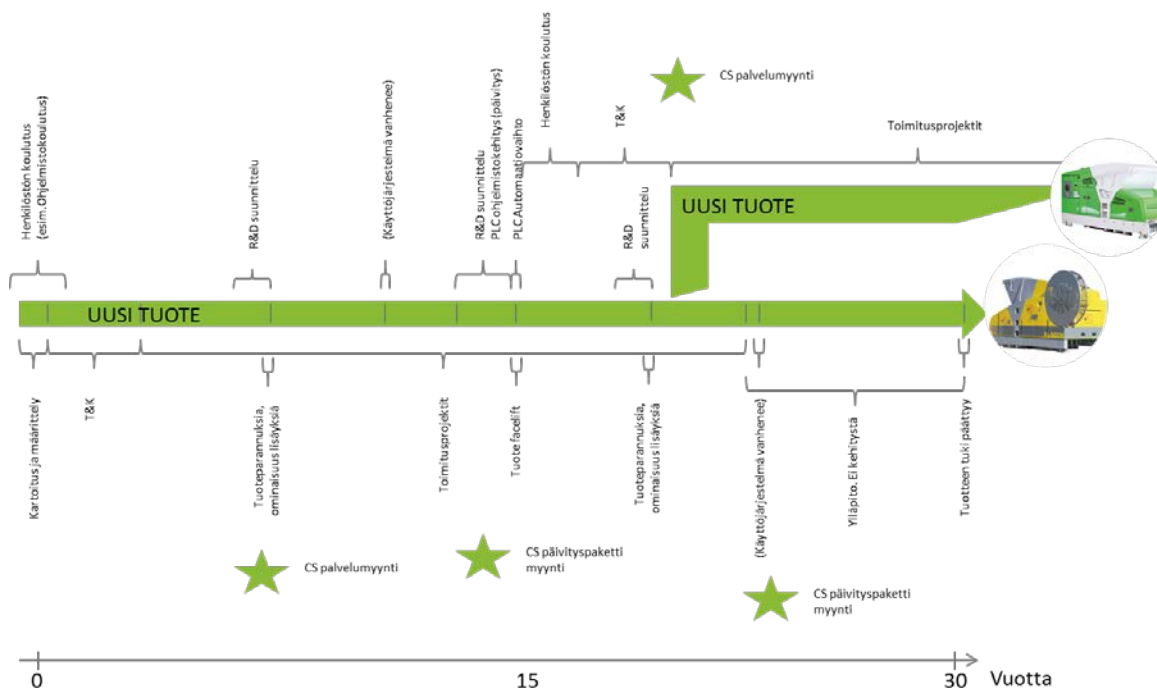 Henkilöstön koulutus
(esim. Ohjelmistokoulutus)
R&D suunnittelu
(Käyttöjärjestelmä vanhenee)
R&D suunnittelu
PLC ohjelmistokehitys (päivitys)
PLC Automaatiovaihto
Henkilöstön koulutus
T&K
CS palvelumyynti
Toimitusprojektit
R&D
suunnittelu
UUSI TUOTE
UUSI TUOTE
Kartoitus ja määrittely
T&K
Tuoteparannuksia,
ominaisuus lisäyksiä
Toimitusprojektit
Tuote facelift
Tuoteparannuksia,
ominaisuus lisäyksiä
(Käyttöjärjestelmä vanhenee)
Ylläpito. Ei kehitystä
Tuotteen tuki päättyy
CS palvelumyynti
CS päivityspaketti
myynti
CS päivityspaketti
myynti
0
15
30
Vuotta